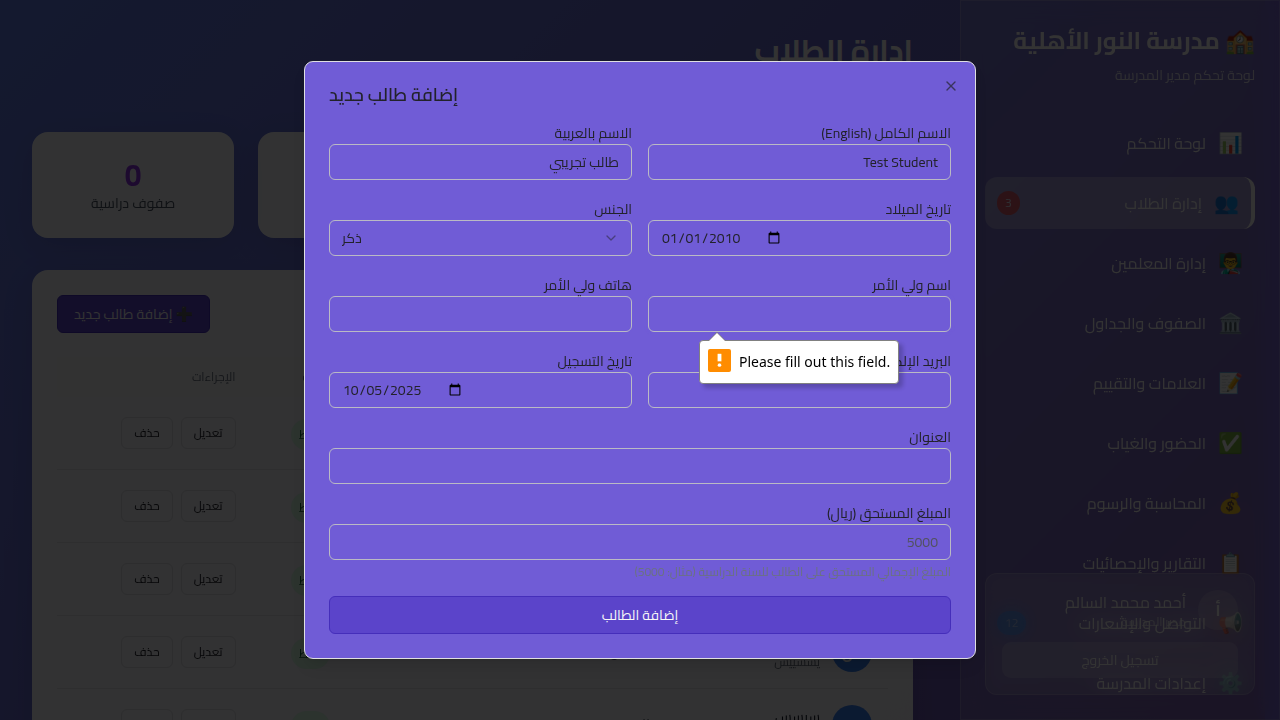 مدرسة النور الأهلية
لوحة تحكم مدير المدرسة
لوحة التحكم
إدارة الطلاب
3
إدارة المعلمين
الصفوف والجداول
العلامات والتقييم
الحضور والغياب
المحاسبة والرسوم
التقارير والإحصائيات
أحمد محمد السالم
التواصل والإشعارات
12
تسجيل الخروج
إعدادات المدرسة
إدارة الطلاب
0
صفوف دراسية
إضافة طالب جديد
الإجراءات
تعديل
حذف
تعديل
حذف
تعديل
حذف
تعديل
حذف
تعديل
حذف
إضافة طالب جديد
الاسم الكامل (English)
الاسم بالعربية
Test Student
طالب تجريبي
تاريخ الميلاد
الجنس
01/01/2010
ذكر
اسم ولي الأمر
هاتف ولي الأمر
Please fill out this field.
تاريخ التسجيل
10/05/2025
العنوان
المبلغ المستحق (ريال)
5000
إضافة الطالب